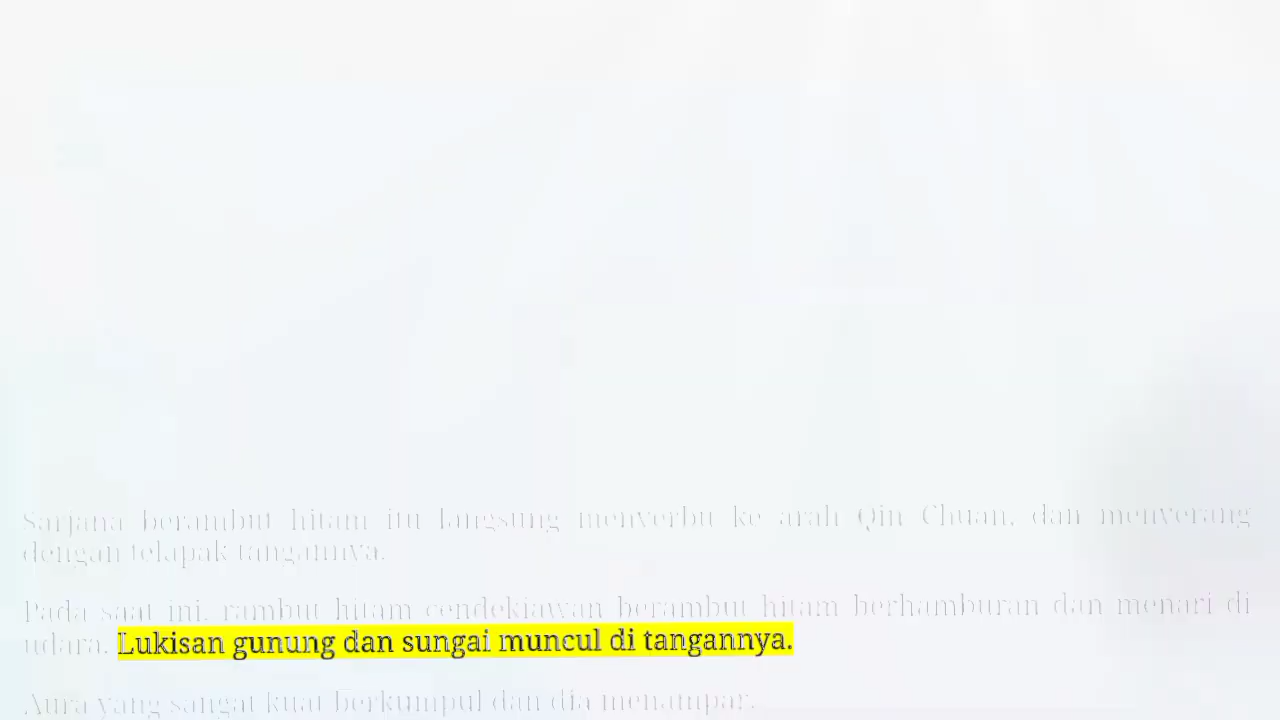 Sarjana berambut hitam itu langsung menyerbu ke arah Qin Chuan, dan menyerang
dengan telapak tangannya.
Pada saat ini, rambut hitam cendekiawan berambut hitam berhamburan dan menari di
udara. Lukisan gunung dan sungai muncul di tangannya.
Aura yang sangat kuat berkumpul dan dia menampar.